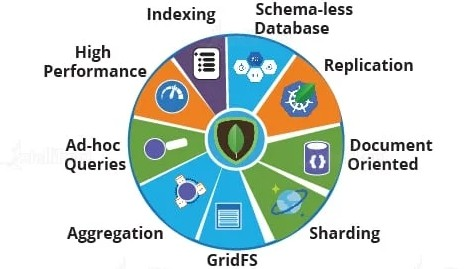 Indexing
Schema-less
Database
High
Performance
Replication
Ad-hoc
Queries
Document
Oriented
Aggregation
Sharding
GridFS